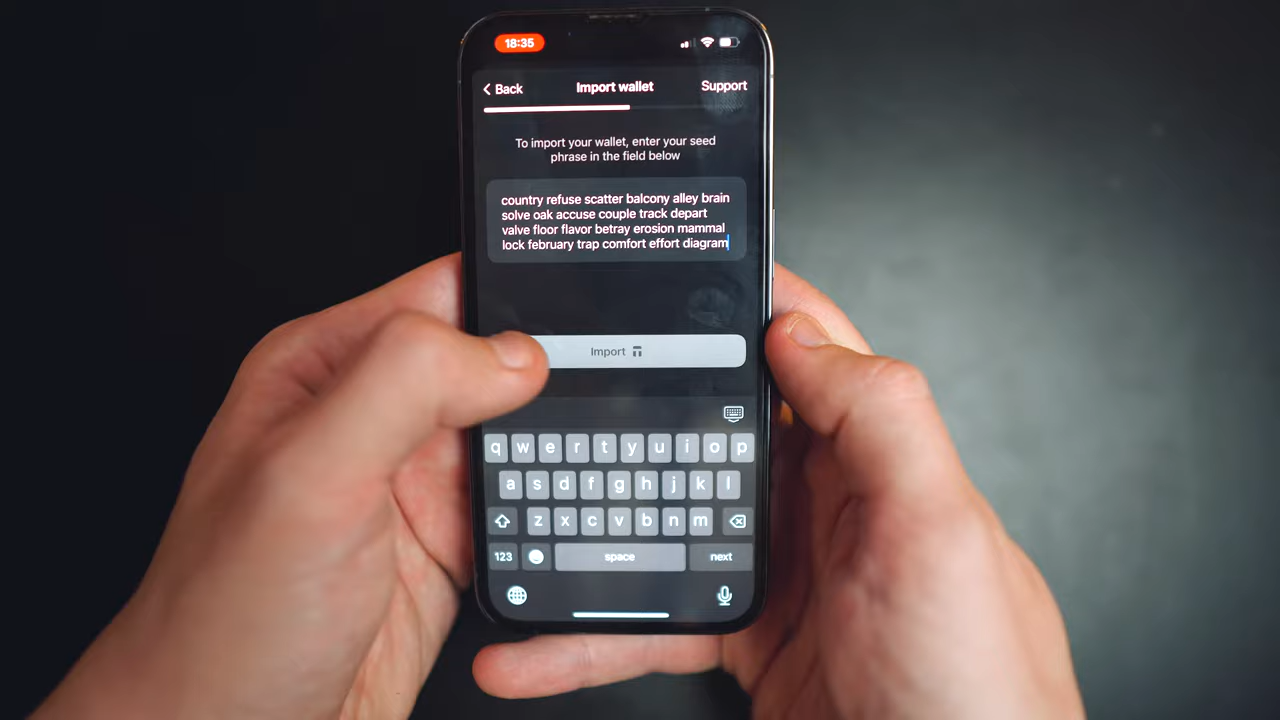 18:35
Back Import wallet Support
To import your wallet, enter your seed
phrase in the field below
country refuse scatter balcony alley brain
solve oak accuse couple track depart
valve floor flavor betray erosion mammal
lock february trap comfort effort diagram
Import
q w e r t y u i o p
a s d f g h j k l
z x c v b n m
123 space next